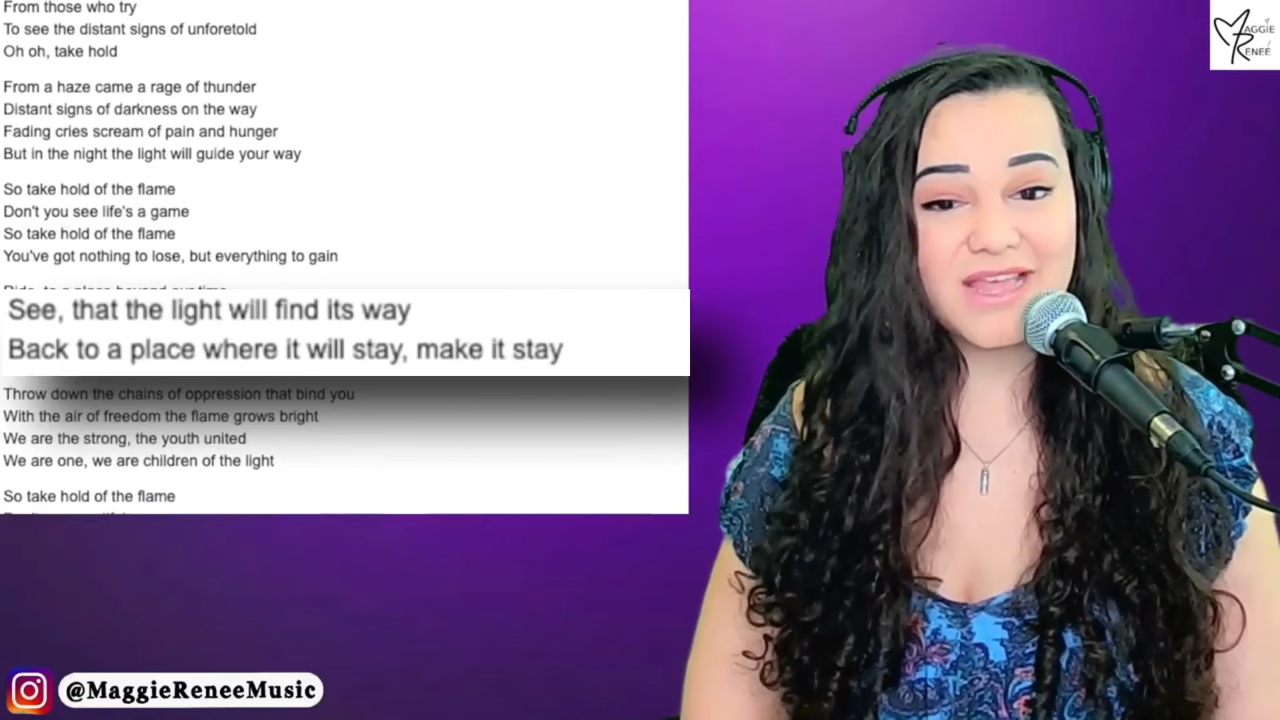 From those who try
To see the distant signs of unforetold
Oh oh, take hold
From a haze came a rage of thunder
Distant signs of darkness on the way
Fading cries scream of pain and hunger
But in the night the light will guide your way
So take hold of the flame
Don't you see life's a game
So take hold of the flame
You've got nothing to lose, but everything to gain
See, that the light will find its way
Back to a place where it will stay, make it stay
Throw down the chains of oppression that bind you
With the air of freedom the flame grows bright
We are the strong, the youth united
We are one, we are children of the light
So take hold of the flame
MAGGIE
RENEÉ
@MaggieReneeMusic